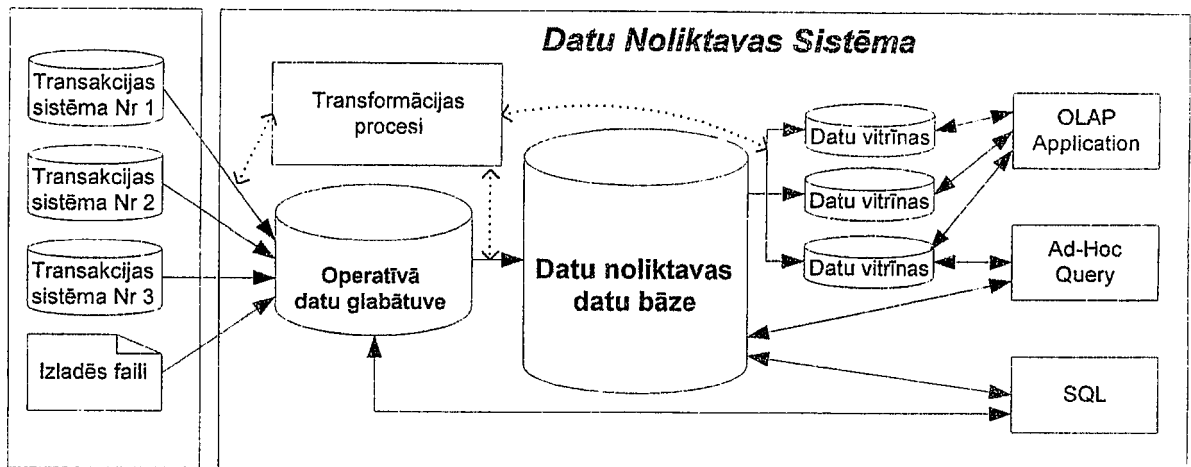 Datu Noliktavas Sistēma
Transakcijas
sistēma Nr 1
Transakcijas
sistēma Nr 2
Transakcijas
sistēma Nr 3
Izladēs faili
Transformācijas
procesi
Operatīvā
datu glabātuve
Datu noliktavas
datu bāze
Datu vitrīnas
Datu vitrīnas
Datu vitrīnas
OLAP
Application
Ad-Hoc
Query
SQL